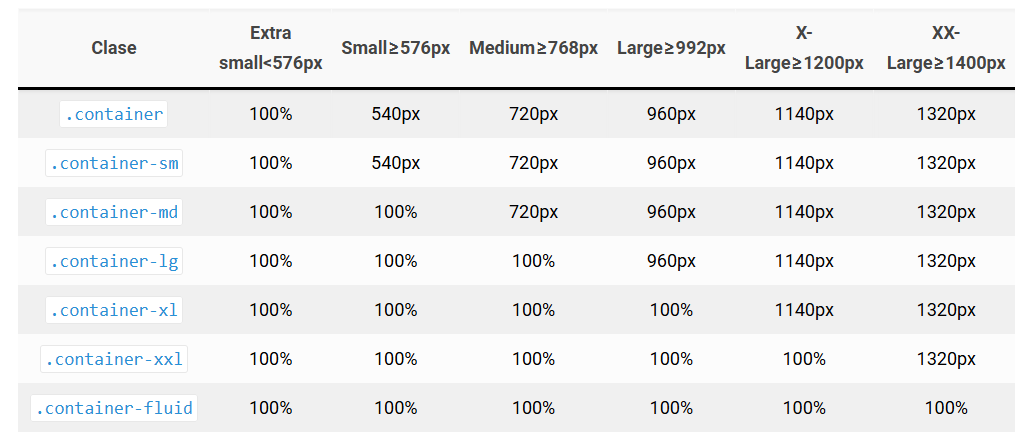 Clase Extra small<576px Small≥576px Medium≥768px Large≥992px X-Large≥1200px XX-Large≥1400px
.container 100% 540px 720px 960px 1140px 1320px
.container-sm 100% 540px 720px 960px 1140px 1320px
.container-md 100% 100% 720px 960px 1140px 1320px
.container-lg 100% 100% 100% 960px 1140px 1320px
.container-xl 100% 100% 100% 100% 1140px 1320px
.container-xxl 100% 100% 100% 100% 100% 1320px
.container-fluid 100% 100% 100% 100% 100% 100%